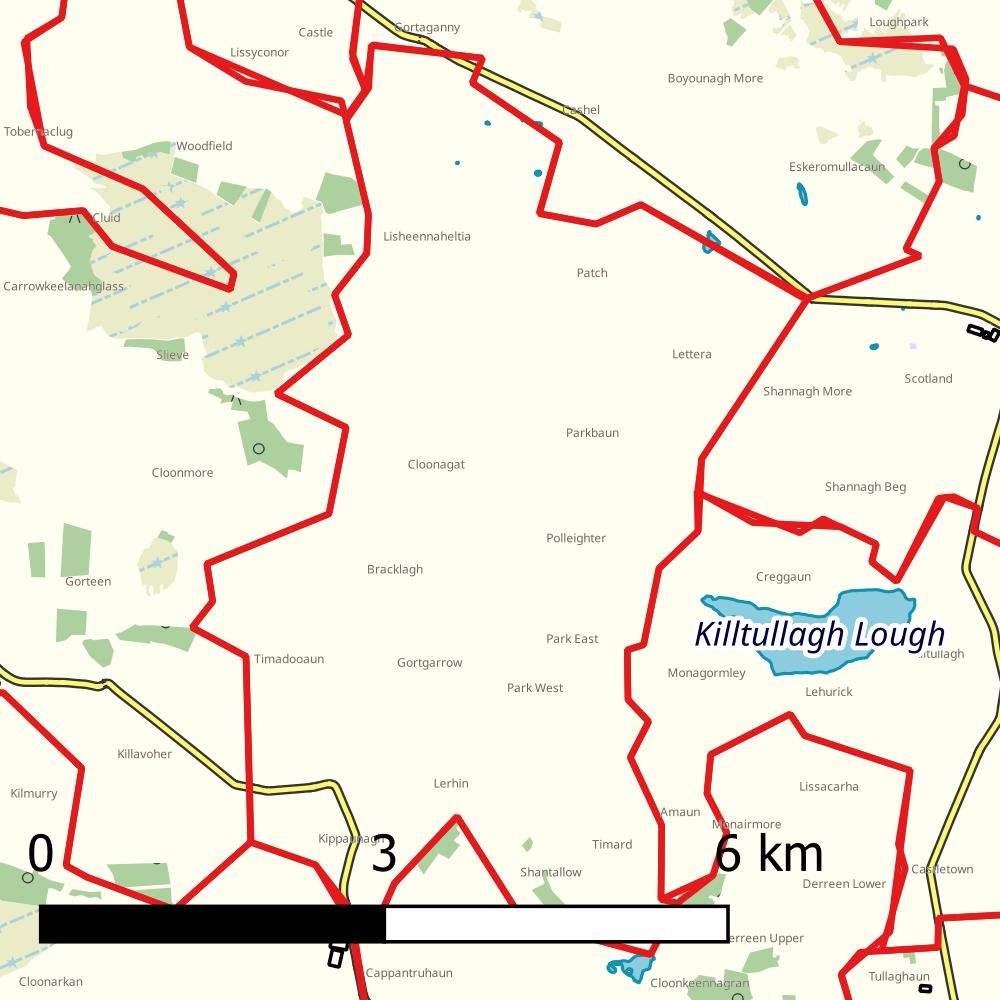 Gortaganny
Loughpark
Castle
Lissyconor
Boyounagh More
Cashel
Tobernaclug
Woodfield
Eskeromullacaun
Cluid
Lisheennaheltia
Patch
Carrowkeelanahglass
Slieve
Lettera
Scotland
Shannagh More
Parkbaun
Cloonagat
Cloonmore
Shannagh Beg
Polleighter
Bracklagh
Creggaun
Gorteen
Killtullagh Lough
Park East
Timadooaun
Gortgarrow
Monagormley
Park West
Lehurick
Killavoher
Lerhin
Lissacarha
Kilmurry
Amaun
Monairmore
Kippaunagh
Timard
0 3 6 km
Shantallow
Castletown
Derreen Lower
Cappantruhaun
Tullaghaun
Cloonarkan
Cloonkeennagran